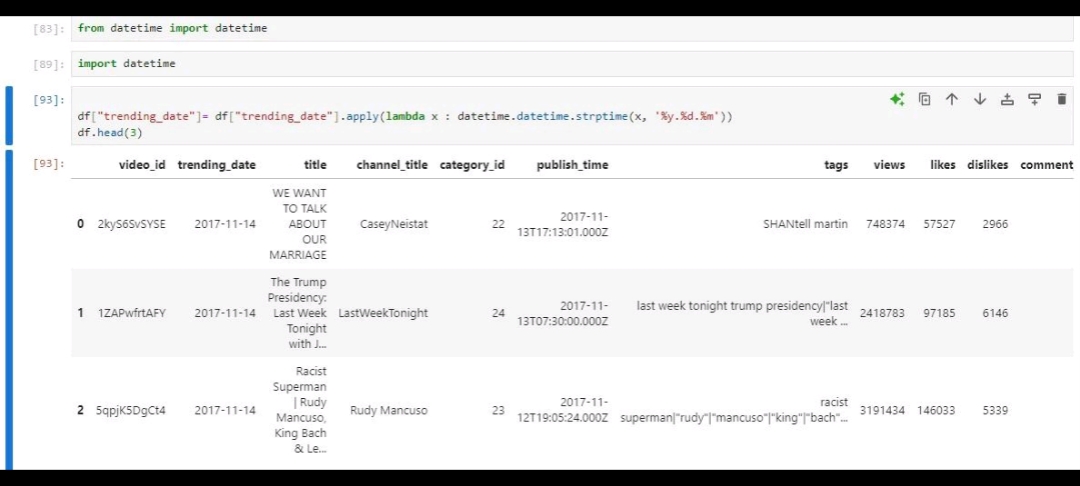 [83]: from datetime import datetime
[89]: import datetime
[93]:
df["trending_date"]= df["trending_date"].apply(lambda x : datetime.datetime.strptime(x, '%y.%d.%m'))
df.head(3)
[93]: video_id trending_date title channel_title category_id publish_time tags views likes dislikes comment
WE WANT
TO TALK
ABOUT
OUR
MARRIAGE
0 2kyS6SvSYSE 2017-11-14 CaseyNeistat 22
2017-11-
13T17:13:01.000Z
SHANtell martin 748374 57527 2966
The Trump
Presidency:
Last Week
Tonight
with J...
1 1ZAPwfrtAFY 2017-11-14 LastWeekTonight 24
2017-11-
13T07:30:00.000Z
last week tonight trump presidency|"last
week ...
2418783 97185 6146
Racist
Superman
| Rudy
Mancuso,
King Bach
& Le...
2 5qpjK5DgCt4 2017-11-14 Rudy Mancuso 23
2017-11-
12T19:05:24.000Z
racist
superman|"rudy"|"mancuso"|"king"|"bach"...
3191434 146033 5339